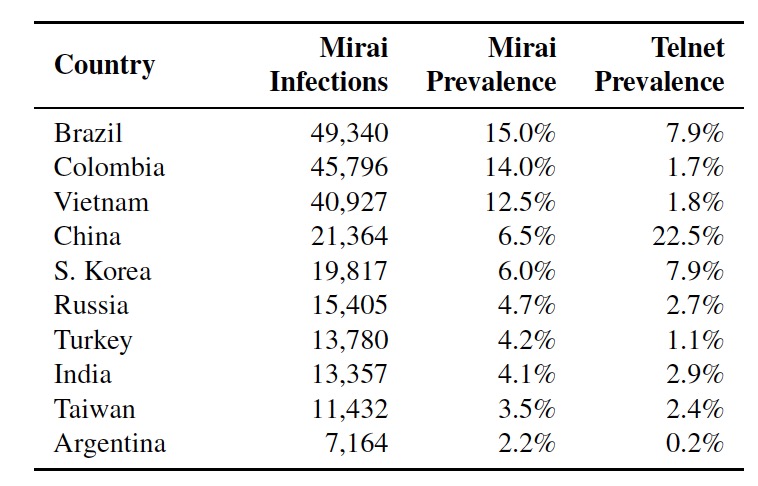 Country Mirai Infections Mirai Prevalence Telnet Prevalence
Brazil 49,340 15.0% 7.9%
Colombia 45,796 14.0% 1.7%
Vietnam 40,927 12.5% 1.8%
China 21,364 6.5% 22.5%
S. Korea 19,817 6.0% 7.9%
Russia 15,405 4.7% 2.7%
Turkey 13,780 4.2% 1.1%
India 13,357 4.1% 2.9%
Taiwan 11,432 3.5% 2.4%
Argentina 7,164 2.2% 0.2%